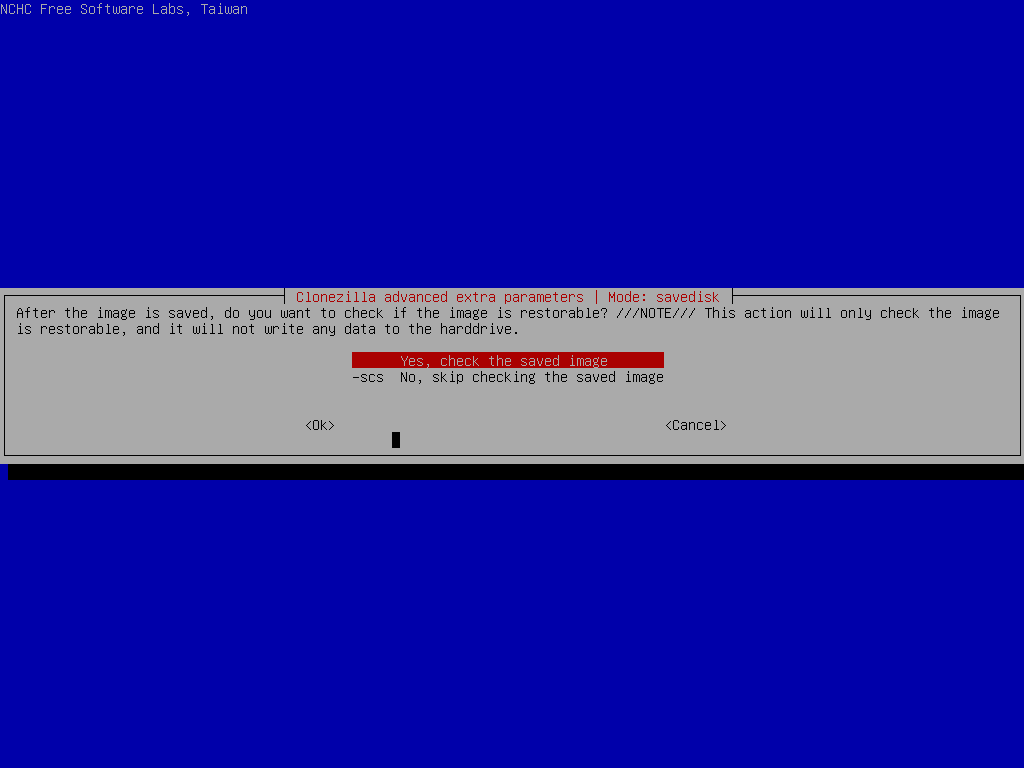 NCHC Free Software Labs, Taiwan
Clonezilla advanced extra parameters | Mode: savedisk
After the image is saved, do you want to check if the image is restorable? ///NOTE/// This action will only check the image
is restorable, and it will not write any data to the harddrive.
Yes, check the saved image
-scs  No, skip checking the saved image
<Ok> <Cancel>